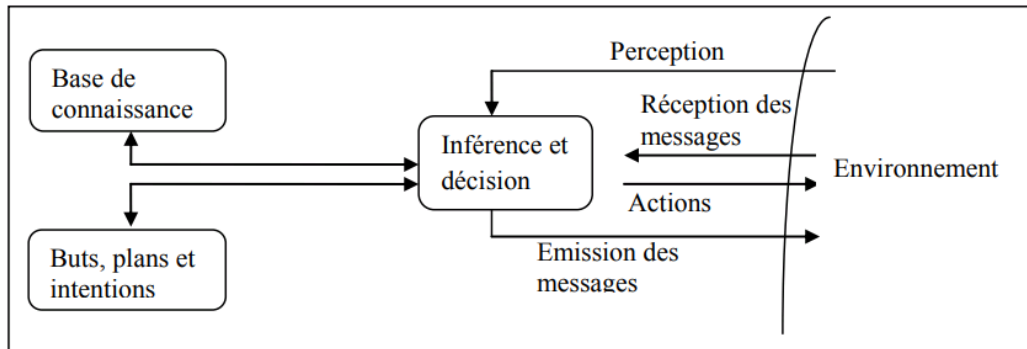 Base de
connaissance
Buts, plans et
intentions
Inférence et
décision
Perception
Réception des
messages
Actions
Emission des
messages
Environnement